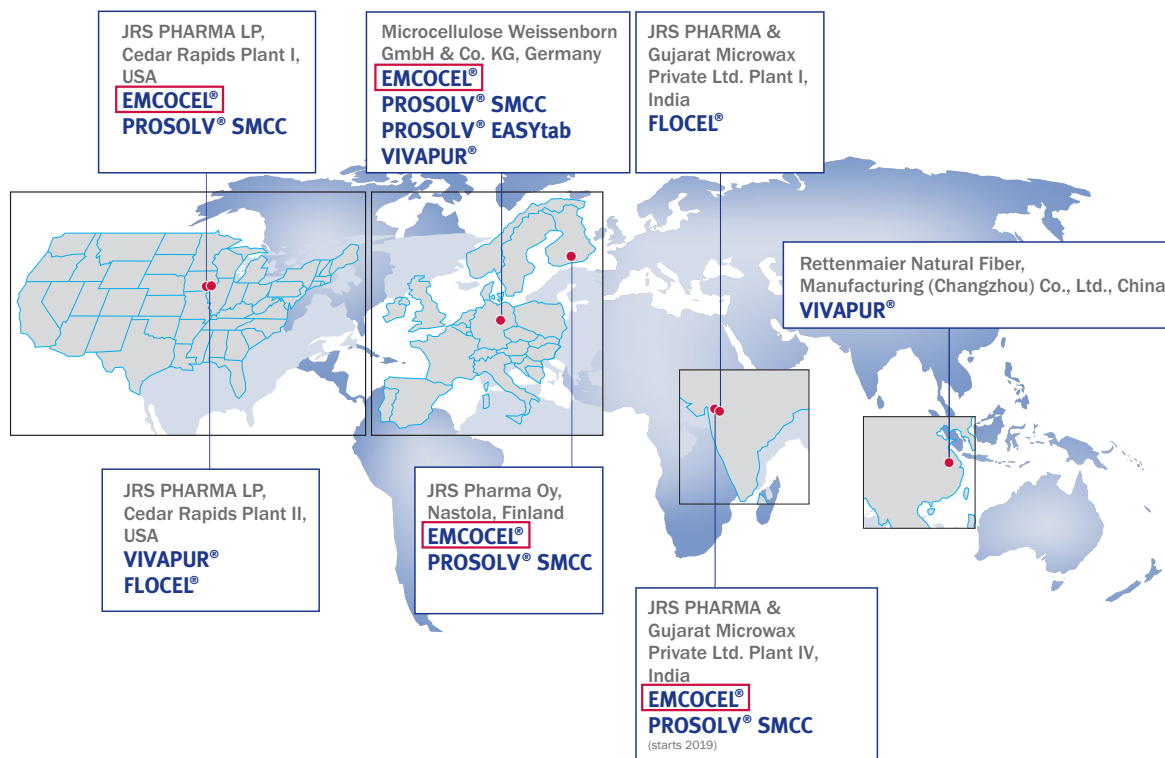 JRS PHARMA LP,
Cedar Rapids Plant I,
USA
EMCOCEL®
PROSOLV® SMCC
Microcellulose Weissenborn
GmbH & Co. KG, Germany
EMCOCEL®
PROSOLV® SMCC
PROSOLV® EASYtab
VIVAPUR®
JRS PHARMA &
Gujarat Microwax
Private Ltd. Plant I,
India
FLOCEL®
Rettenmaier Natural Fiber,
Manufacturing (Changzhou) Co., Ltd., China
VIVAPUR®
JRS PHARMA LP,
Cedar Rapids Plant II,
USA
VIVAPUR®
FLOCEL®
JRS Pharma Oy,
Nastola, Finland
EMCOCEL®
PROSOLV® SMCC
JRS PHARMA &
Gujarat Microwax
Private Ltd. Plant IV,
India
EMCOCEL®
PROSOLV® SMCC
(starts 2019)